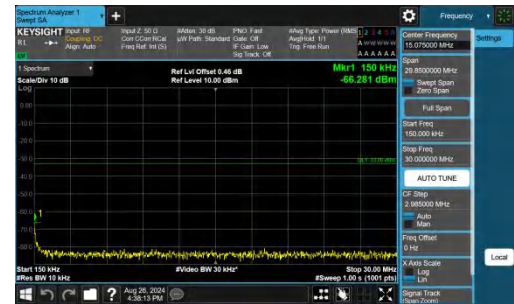 Spectrum Analyzer 1
Swept SA
+
Frequency
KEYSIGHT
Input: RF
Coupling: DC
Align: Auto
Input Z: 50 Ω
Corr CCorr RCal
Freq Ref: Int (S)
#Atten: 30 dB
µW Path: Standard
PNO: Fast
Gate: Off
IF Gain: Low
Sig Track: Off
#Avg Type: Power (RMS)
Avg|Hold: 1/1
Trig: Free Run
Center Frequency
15.075000 MHz
Settings
Span
29.8500000 MHz
Swept Span
Zero Span
Full Span
Start Freq
150.000 kHz
Stop Freq
30.000000 MHz
AUTO TUNE
CF Step
2.985000 MHz
Auto
Man
Freq Offset
0 Hz
X Axis Scale
Log
Lin
Signal Track
(Span Zoom)
Local
1 Spectrum
Scale/Div 10 dB
Log
Ref Lvl Offset 0.46 dB
Ref Level 10.00 dBm
Mkr1 150 kHz
-66.281 dBm
1
Start 150 kHz
#Res BW 10 kHz
#Video BW 30 kHz*
Stop 30.00 MHz
#Sweep 1.00 s (1001 pts)
Aug 26, 2024
4:38:13 PM